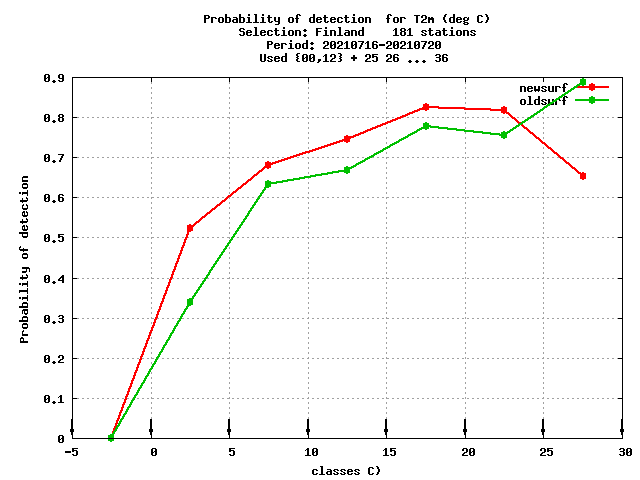 Probability of detection  for T2m (deg C)
Selection: Finland    181 stations
Period: 20210716-20210720
Used {00,12} + 25 26 ... 36
newsurf
oldsurf
Probability of detection
0.9
0.8
0.7
0.6
0.5
0.4
0.3
0.2
0.1
0
-5 0 5 10 15 20 25 30
classes C)